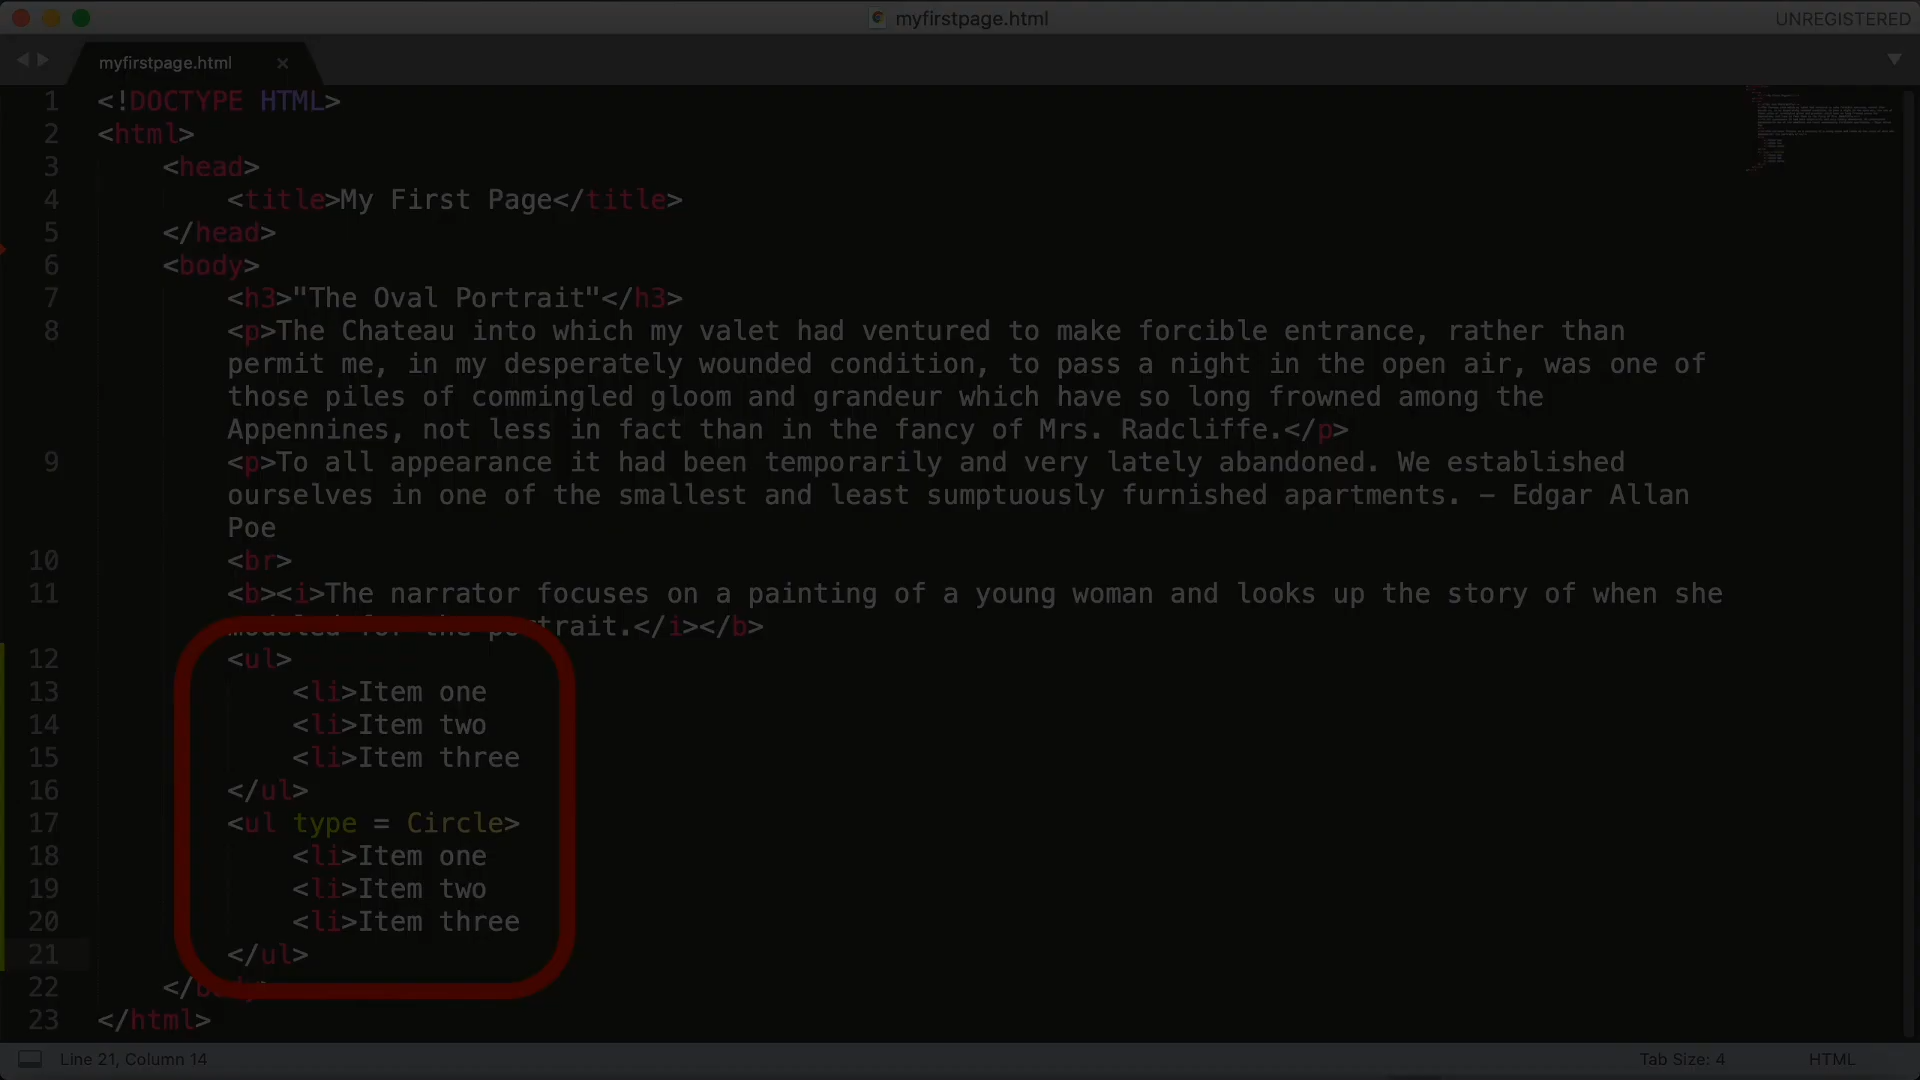 myfirstpage.html
UNREGISTERED
myfirstpage.html ×
1 <!DOCTYPE HTML>
2 <html>
3 <head>
4 <title>My First Page</title>
5 </head>
6 <body>
7 <h3>"The Oval Portrait"</h3>
8 <p>The Chateau into which my valet had ventured to make forcible entrance, rather than
permit me, in my desperately wounded condition, to pass a night in the open air, was one of
those piles of commingled gloom and grandeur which have so long frowned among the
Appennines, not less in fact than in the fancy of Mrs. Radcliffe.</p>
9 <p>To all appearance it had been temporarily and very lately abandoned. We established
ourselves in one of the smallest and least sumptuously furnished apartments. – Edgar Allan
Poe
10 <br>
11 <b><i>The narrator focuses on a painting of a young woman and looks up the story of when she
modeled for the portrait.</i></b>
12 <ul>
13 <li>Item one
14 <li>Item two
15 <li>Item three
16 </ul>
17 <ul type = Circle>
18 <li>Item one
19 <li>Item two
20 <li>Item three
21 </ul>
22 </body>
23 </html>
Line 21, Column 14
Tab Size: 4
HTML